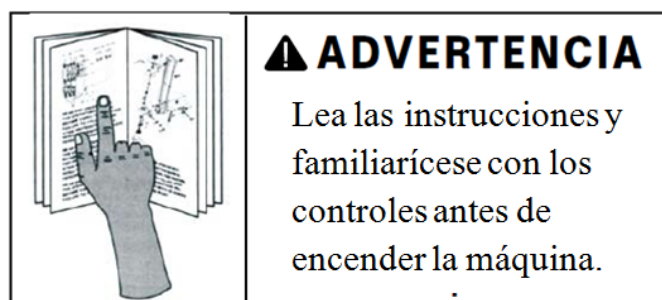 ADVERTENCIA
Lea las instrucciones y
familiarícese con los
controles antes de
encender la máquina.